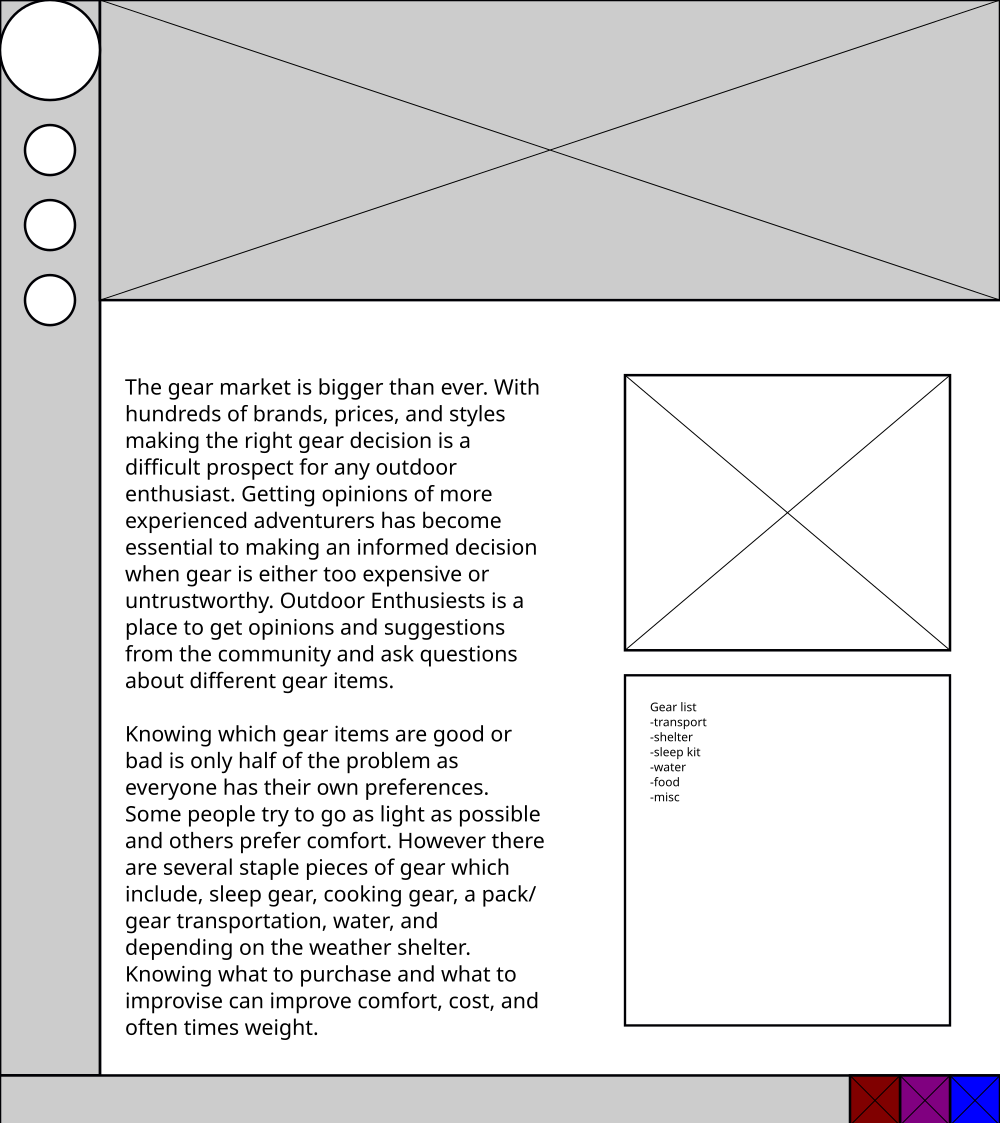 The gear market is bigger than ever. With
hundreds of brands, prices, and styles
making the right gear decision is a
difficult prospect for any outdoor
enthusiast. Getting opinions of more
experienced adventurers has become
essential to making an informed decision
when gear is either too expensive or
untrustworthy. Outdoor Enthusiests is a
place to get opinions and suggestions
from the community and ask questions
about different gear items.
Knowing which gear items are good or
bad is only half of the problem as
everyone has their own preferences.
Some people try to go as light as possible
and others prefer comfort. However there
are several staple pieces of gear which
include, sleep gear, cooking gear, a pack/
gear transportation, water, and
depending on the weather shelter.
Knowing what to purchase and what to
improvise can improve comfort, cost, and
often times weight.
Gear list
-transport
-shelter
-sleep kit
-water
-food
-misc